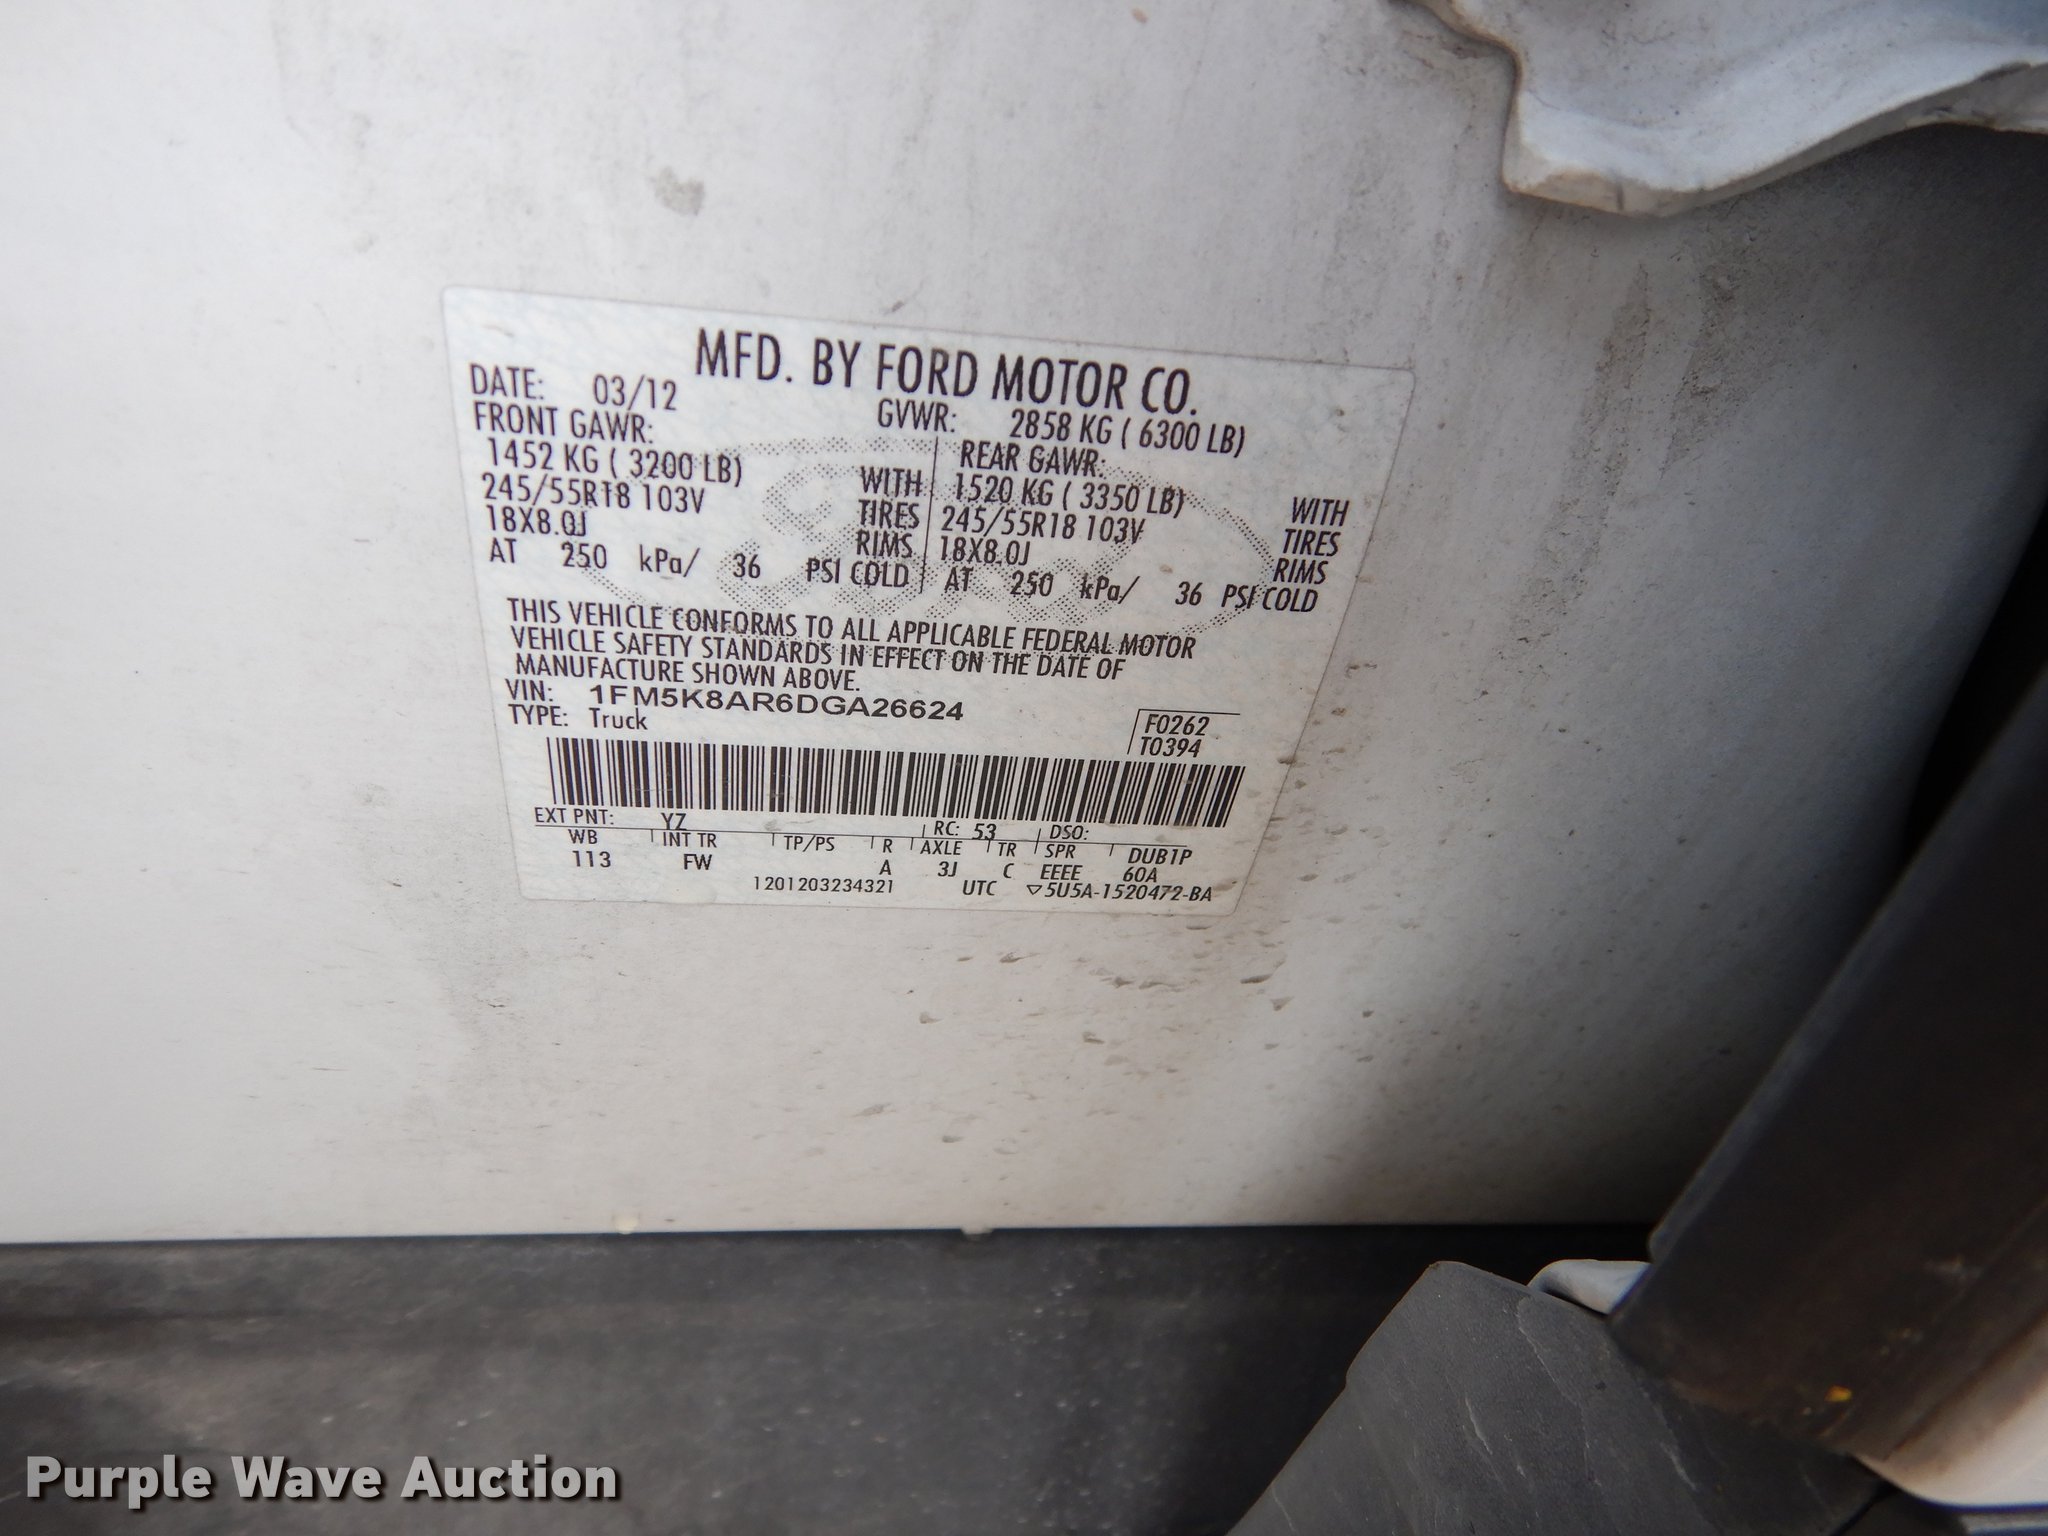 MFD. BY FORD MOTOR CO.
DATE: 03/12 GVWR: 2858 KG ( 6300 LB)
FRONT GAWR: REAR GAWR:
1452 KG ( 3200 LB) WITH 1520 KG ( 3350 LB) WITH
245/55R18 103V TIRES 245/55R18 103V TIRES
18X8.0J RIMS 18X8.0J RIMS
AT 250 kPa/ 36 PSI COLD AT 250 kPa/ 36 PSI COLD
THIS VEHICLE CONFORMS TO ALL APPLICABLE FEDERAL MOTOR
VEHICLE SAFETY STANDARDS IN EFFECT ON THE DATE OF
MANUFACTURE SHOWN ABOVE.
VIN: 1FM5K8AR6DGA26624
TYPE: Truck
F0262
T0394
EXT PNT: YZ RC: 53 DSO:
WB INT TR TP/PS R AXLE TR SPR DUB1P
113 FW A 3J C EEEE 60A
1201203234321 UTC ▽5U5A-1520472-BA
Purple Wave Auction